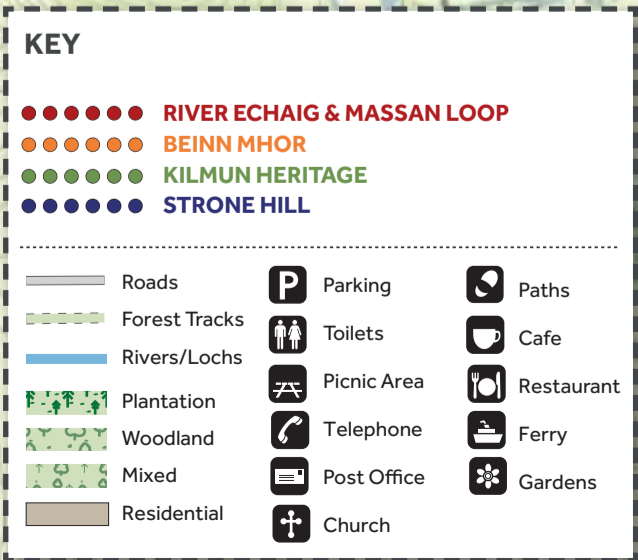 KEY
RIVER ECHAIG & MASSAN LOOP
BEINN MHOR
KILMUN HERITAGE
STRONE HILL
Roads
Forest Tracks
Rivers/Lochs
Plantation
Woodland
Mixed
Residential
P Parking
Toilets
Picnic Area
Telephone
Post Office
Church
Paths
Cafe
Restaurant
Ferry
Gardens